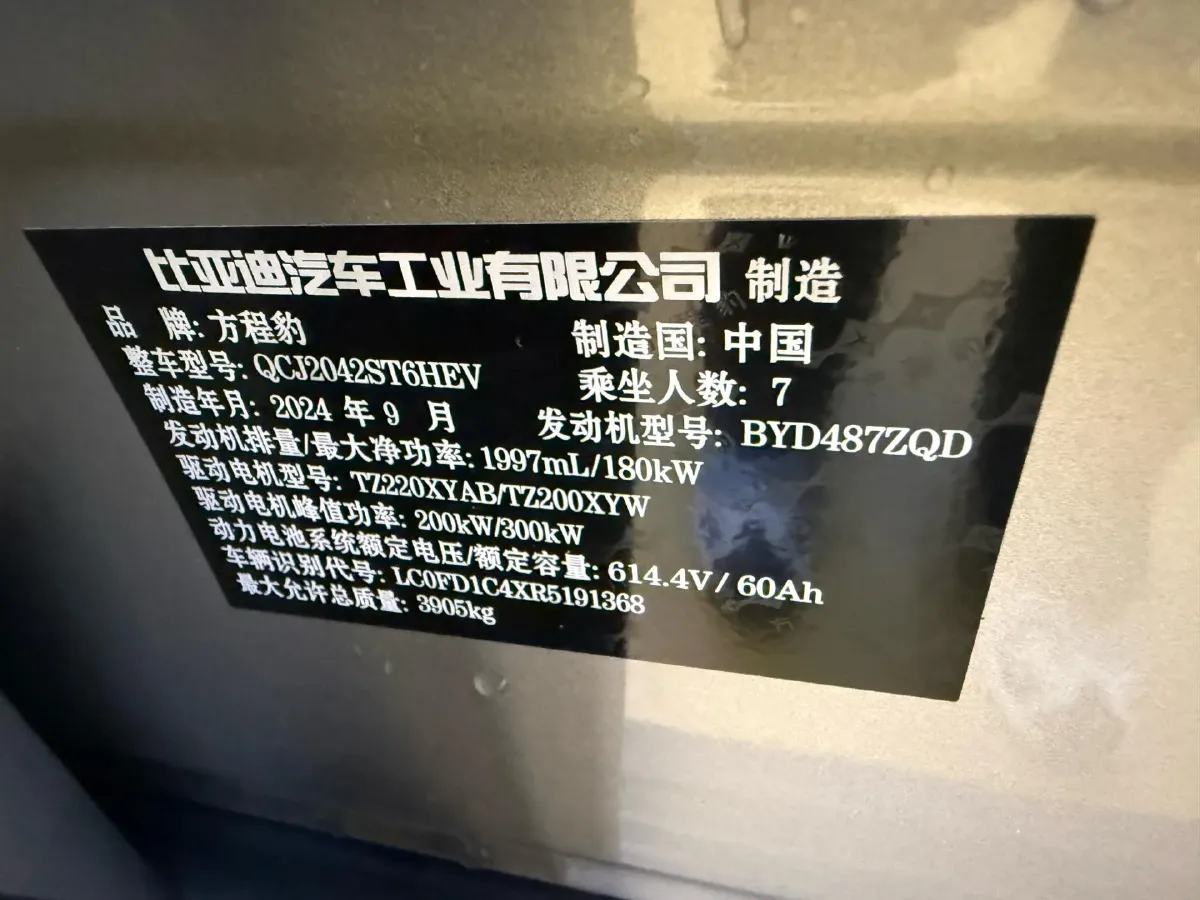 比亚迪汽车工业有限公司 制造
品 牌: 方程豹 制造国: 中国
整车型号: QCJ2042ST6HEV 乘坐人数: 7
制造年月: 2024 年 9 月 发动机型号: BYD487ZQD
发动机排量/最大净功率: 1997mL/180kW
驱动电机型号: TZ220XYAB/TZ200XYW
驱动电机峰值功率: 200kW/300kW
动力电池系统额定电压/额定容量: 614.4V / 60Ah
车辆识别代号: LC0FD1C4XR5191368
最大允许总质量: 3905kg